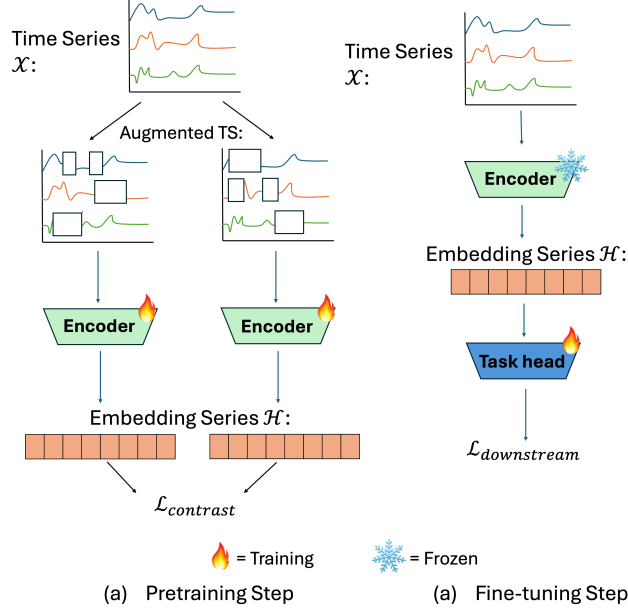 Time Series
𝒳:
Augmented TS:
Encoder
Encoder
Embedding Series ℋ:
ℒcontrast
Time Series
𝒳:
Encoder
Embedding Series ℋ:
Task head
ℒdownstream
= Training
= Frozen
(a) Pretraining Step
(a) Fine-tuning Step